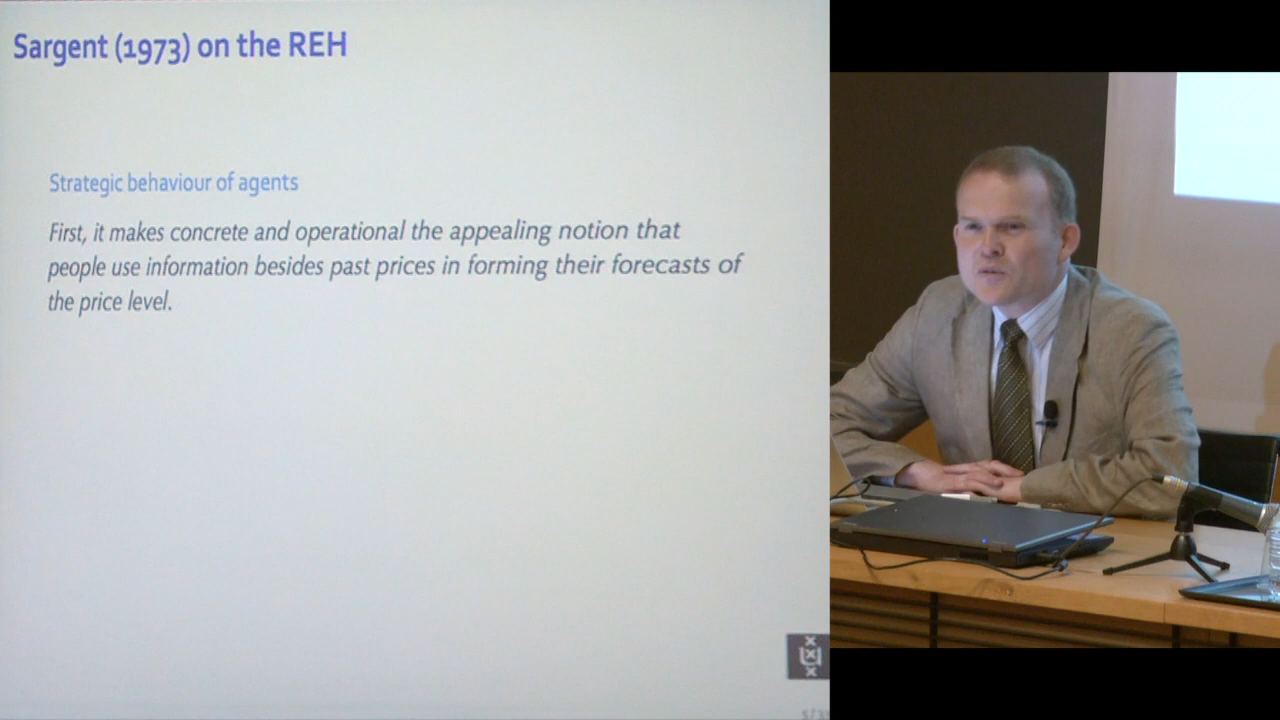 Sargent (1973) on the REH
Strategic behaviour of agents
First, it makes concrete and operational the appealing notion that
people use information besides past prices in forming their forecasts of
the price level.